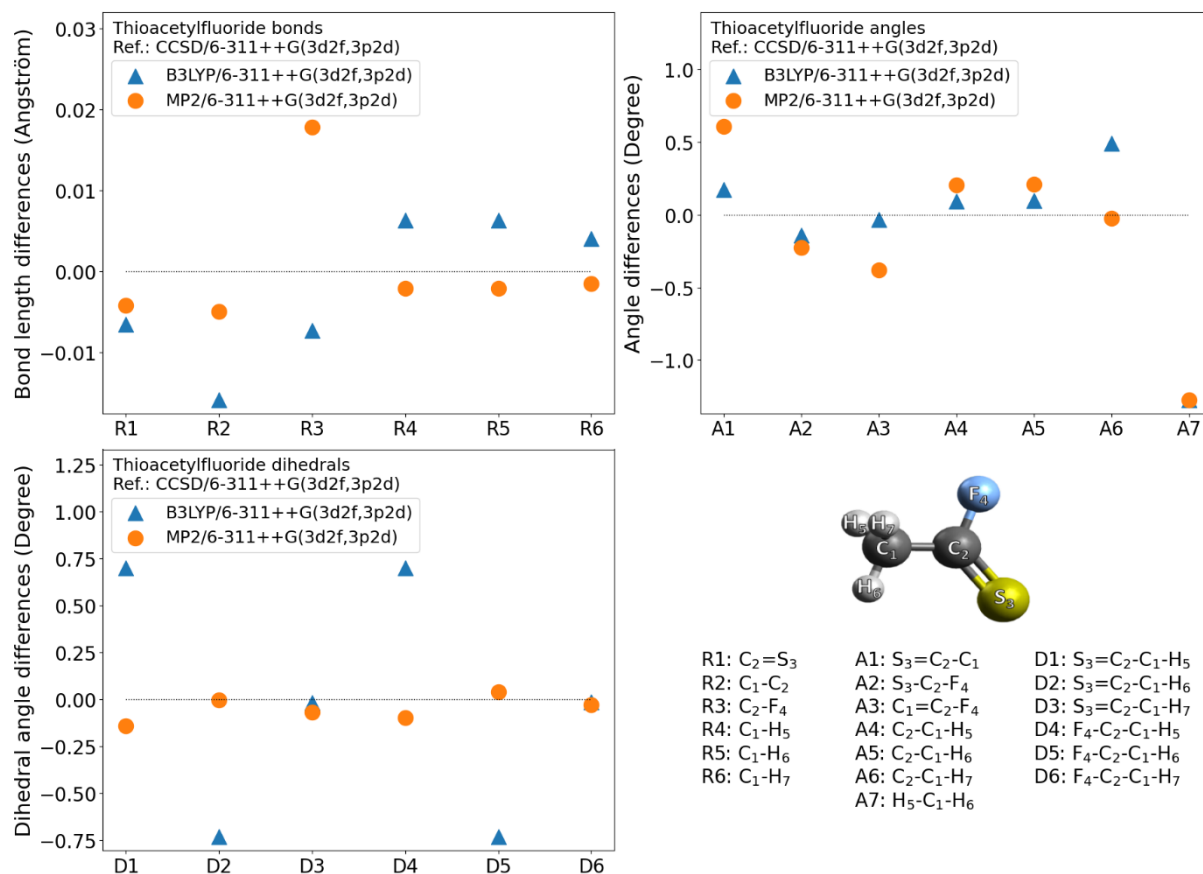 Thioacetylfluoride bonds
Ref.: CCSD/6-311++G(3d2f,3p2d)
B3LYP/6-311++G(3d2f,3p2d)
MP2/6-311++G(3d2f,3p2d)
Bond length differences (Angström)
0.03
0.02
0.01
0.00
−0.01
R1 R2 R3 R4 R5 R6
Thioacetylfluoride angles
Ref.: CCSD/6-311++G(3d2f,3p2d)
B3LYP/6-311++G(3d2f,3p2d)
MP2/6-311++G(3d2f,3p2d)
Angle differences (Degree)
1.0
0.5
0.0
−0.5
−1.0
A1 A2 A3 A4 A5 A6 A7
Thioacetylfluoride dihedrals
Ref.: CCSD/6-311++G(3d2f,3p2d)
B3LYP/6-311++G(3d2f,3p2d)
MP2/6-311++G(3d2f,3p2d)
Dihedral angle differences (Degree)
1.25
1.00
0.75
0.50
0.25
0.00
−0.25
−0.50
−0.75
D1 D2 D3 D4 D5 D6
F₄
H₅ H₇
C₁ C₂
H₆
S₃
R1: C₂=S₃ A1: S₃=C₂-C₁ D1: S₃=C₂-C₁-H₅
R2: C₁-C₂ A2: S₃-C₂-F₄ D2: S₃=C₂-C₁-H₆
R3: C₂-F₄ A3: C₁=C₂-F₄ D3: S₃=C₂-C₁-H₇
R4: C₁-H₅ A4: C₂-C₁-H₅ D4: F₄-C₂-C₁-H₅
R5: C₁-H₆ A5: C₂-C₁-H₆ D5: F₄-C₂-C₁-H₆
R6: C₁-H₇ A6: C₂-C₁-H₇ D6: F₄-C₂-C₁-H₇
A7: H₅-C₁-H₆